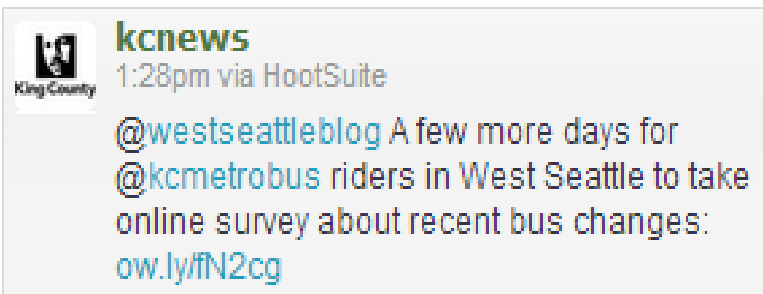 kcnews
1:28pm via HootSuite
King County
@westseattleblog A few more days for
@kcmetrobus riders in West Seattle to take
online survey about recent bus changes:
ow.ly/fN2cg